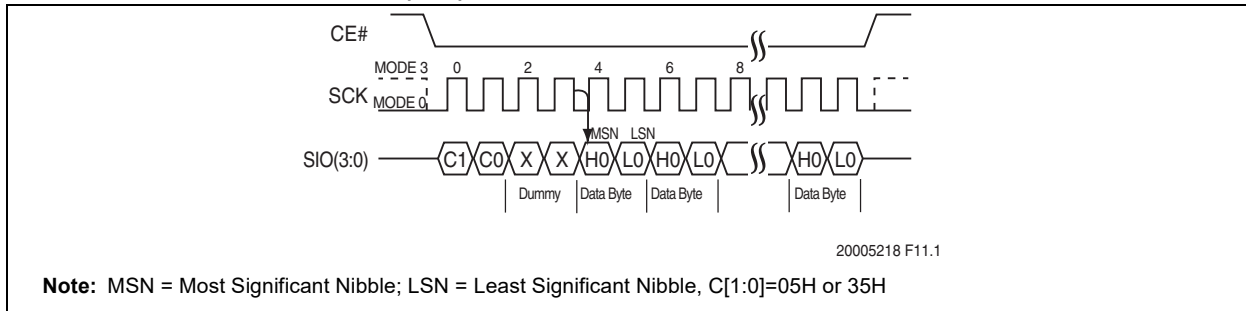 CE#
MODE 3 0 2 4 6 8
SCK MODE 0
MSN LSN
SIO(3:0) C1 C0 X X H0 L0 H0 L0 H0 L0
Dummy Data Byte Data Byte Data Byte
20005218 F11.1
Note: MSN = Most Significant Nibble; LSN = Least Significant Nibble, C[1:0]=05H or 35H